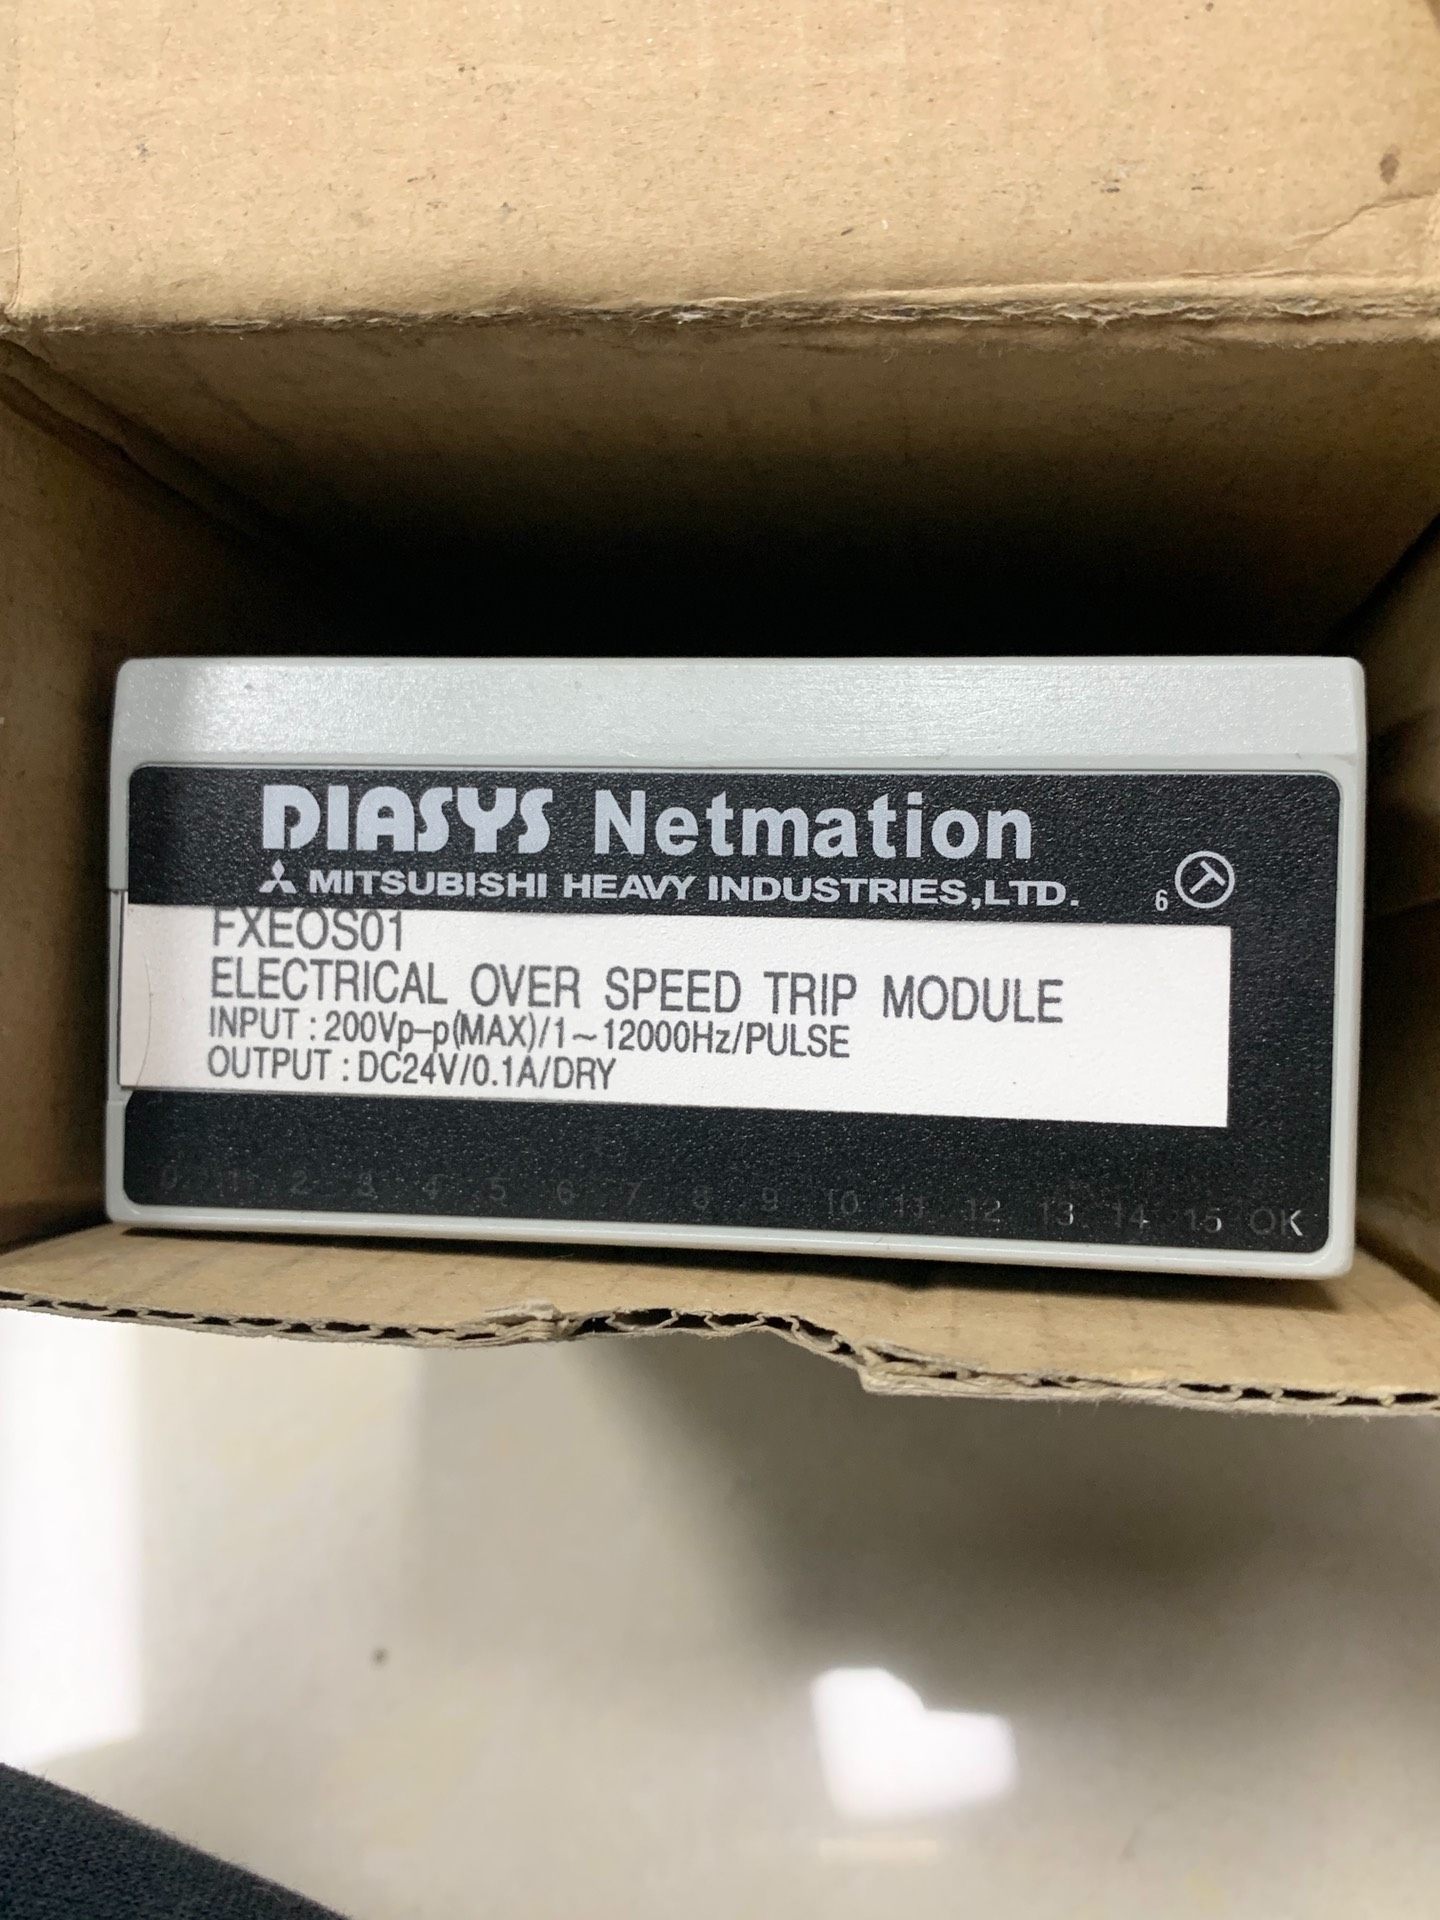 DIASYS Netmation
MITSUBISHI HEAVY INDUSTRIES,LTD.
6
FXEOS01
ELECTRICAL OVER SPEED TRIP MODULE
INPUT : 200Vp-p(MAX)/1~12000Hz/PULSE
OUTPUT : DC24V/0.1A/DRY
0 1 2 3 4 5 6 7 8 9 10 11 12 13 14 15 OK